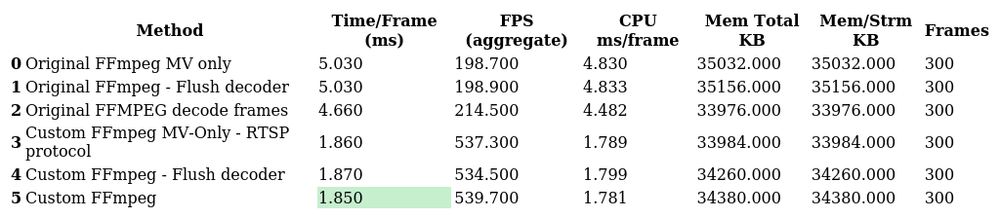 Method Time/Frame (ms) FPS (aggregate) CPU ms/frame Mem Total KB Mem/Strm KB Frames
0 Original FFmpeg MV only 5.030 198.700 4.830 35032.000 35032.000 300
1 Original FFmpeg - Flush decoder 5.030 198.900 4.833 35156.000 35156.000 300
2 Original FFMPEG decode frames 4.660 214.500 4.482 33976.000 33976.000 300
3 Custom FFmpeg MV-Only - RTSP protocol 1.860 537.300 1.789 33984.000 33984.000 300
4 Custom FFmpeg - Flush decoder 1.870 534.500 1.799 34260.000 34260.000 300
5 Custom FFmpeg 1.850 539.700 1.781 34380.000 34380.000 300